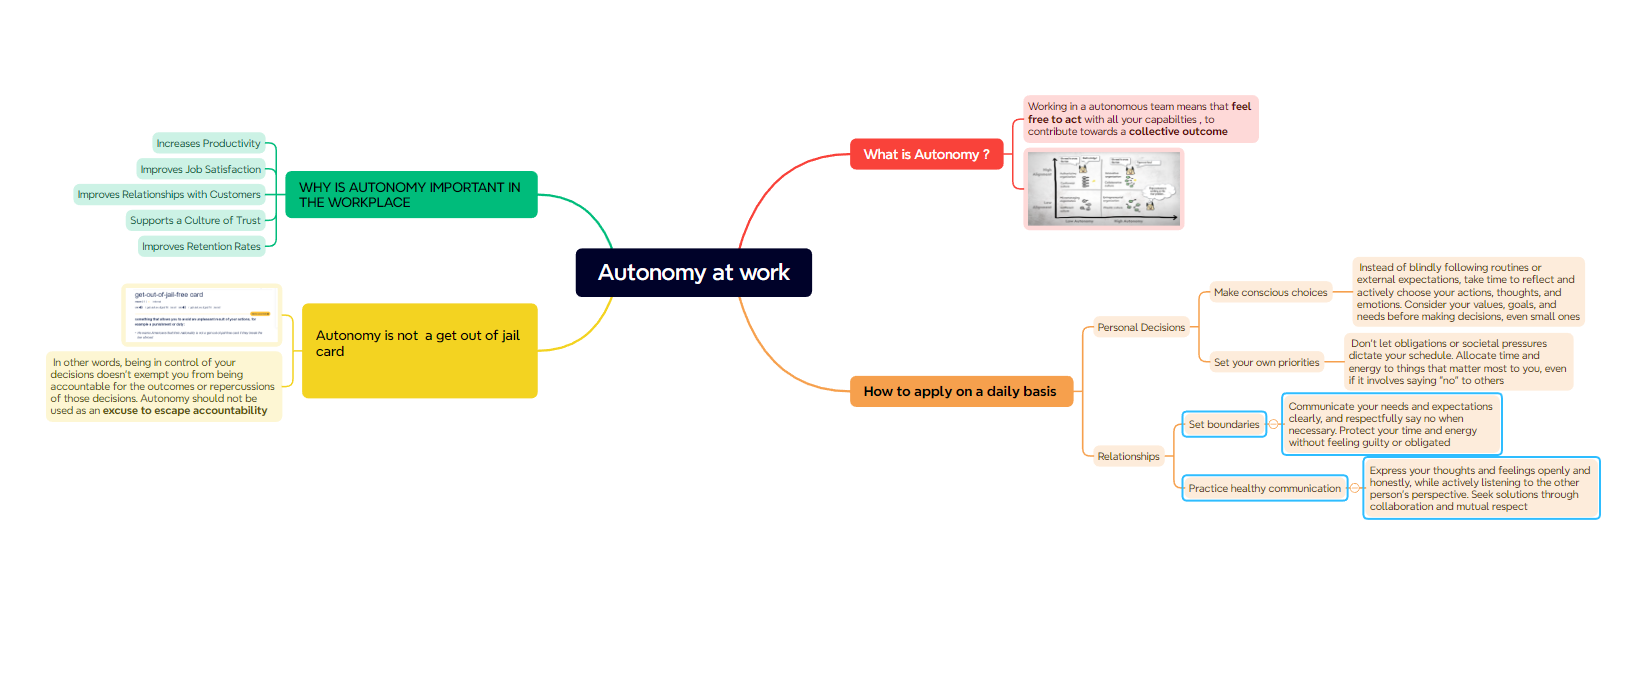 Autonomy at work
What is Autonomy ?
Working in a autonomous team means that feel
free to act with all your capabilties , to
contribute towards a collective outcome
How to apply on a daily basis
Personal Decisions
Make conscious choices
Instead of blindly following routines or
external expectations, take time to reflect and
actively choose your actions, thoughts, and
emotions. Consider your values, goals, and
needs before making decisions, even small ones
Set your own priorities
Don't let obligations or societal pressures
dictate your schedule. Allocate time and
energy to things that matter most to you, even
if it involves saying "no" to others
Relationships
Set boundaries
Communicate your needs and expectations
clearly, and respectfully say no when
necessary. Protect your time and energy
without feeling guilty or obligated
Practice healthy communication
Express your thoughts and feelings openly and
honestly, while actively listening to the other
person's perspective. Seek solutions through
collaboration and mutual respect
WHY IS AUTONOMY IMPORTANT IN
THE WORKPLACE
Increases Productivity
Improves Job Satisfaction
Improves Relationships with Customers
Supports a Culture of Trust
Improves Retention Rates
Autonomy is not  a get out of jail
card
get-out-of-jail-free card
In other words, being in control of your
decisions doesn't exempt you from being
accountable for the outcomes or repercussions
of those decisions. Autonomy should not be
used as an excuse to escape accountability